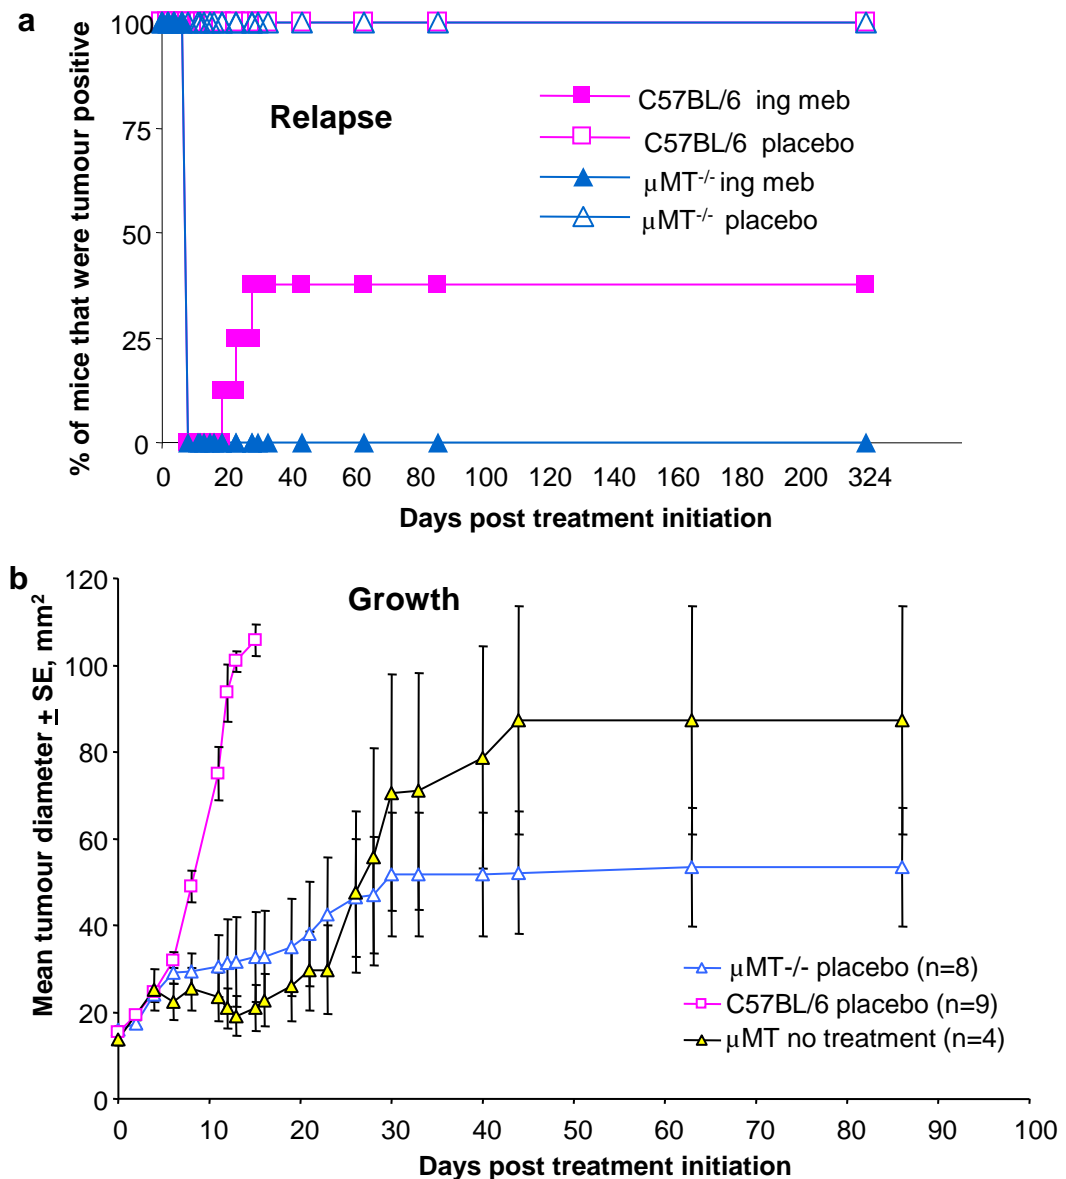 a
% of mice that were tumour positive
100
75
50
25
0
Relapse
C57BL/6 ing meb
C57BL/6 placebo
μMT-/- ing meb
μMT-/- placebo
0 20 40 60 80 100 120 140 160 180 200 324
Days post treatment initiation
b
Mean tumour diameter ± SE, mm²
120
100
80
60
40
20
0
Growth
μMT-/- placebo (n=8)
C57BL/6 placebo (n=9)
μMT no treatment (n=4)
0 10 20 30 40 50 60 70 80 90 100
Days post treatment initiation